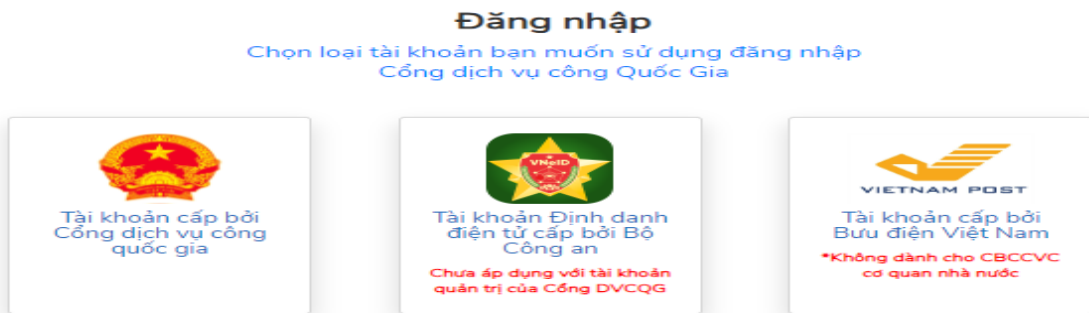 Đăng nhập
Chọn loại tài khoản bạn muốn sử dụng đăng nhập
Cổng dịch vụ công Quốc Gia
Tài khoản cấp bởi
Cổng dịch vụ công
quốc gia
VNeID
Tài khoản Định danh
điện tử cấp bởi Bộ
Công an
Chưa áp dụng với tài khoản
quản trị của Cổng DVCQG
VIETNAM POST
Tài khoản cấp bởi
Bưu điện Việt Nam
*Không dành cho CBCCVC
cơ quan nhà nước